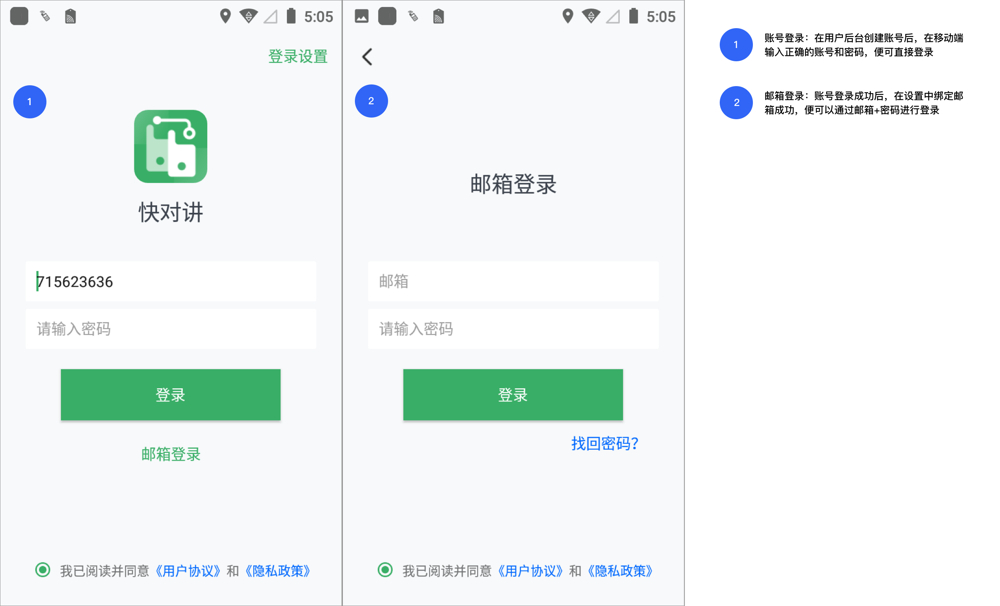 5:05
登录设置
1
快对讲
715623636
请输入密码
登录
邮箱登录
我已阅读并同意《用户协议》和《隐私政策》
5:05
2
邮箱登录
邮箱
请输入密码
登录
找回密码？
我已阅读并同意《用户协议》和《隐私政策》
1
账号登录：在用户后台创建账号后，在移动端
输入正确的账号和密码，便可直接登录
2
邮箱登录：账号登录成功后，在设置中绑定邮
箱成功，便可以通过邮箱+密码进行登录